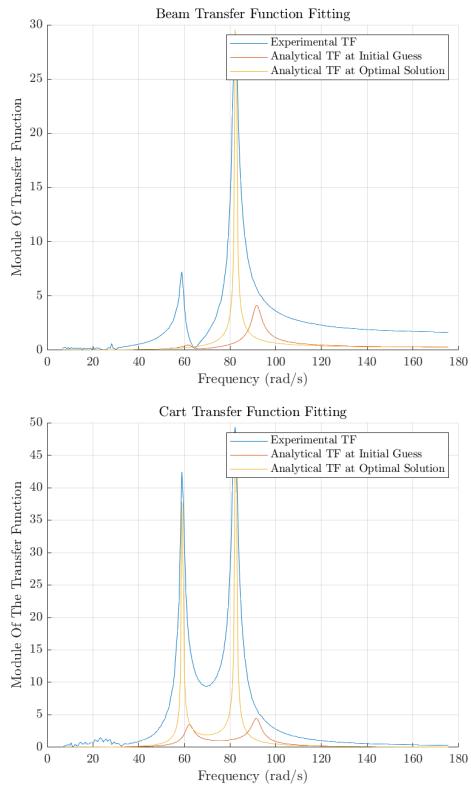 Beam Transfer Function Fitting
30
25
20
15
10
5
0
Module Of Transfer Function
Experimental TF
Analytical TF at Initial Guess
Analytical TF at Optimal Solution
0 20 40 60 80 100 120 140 160 180
Frequency (rad/s)
Cart Transfer Function Fitting
50
45
40
35
30
25
20
15
10
5
0
Module Of The Transfer Function
Experimental TF
Analytical TF at Initial Guess
Analytical TF at Optimal Solution
0 20 40 60 80 100 120 140 160 180
Frequency (rad/s)